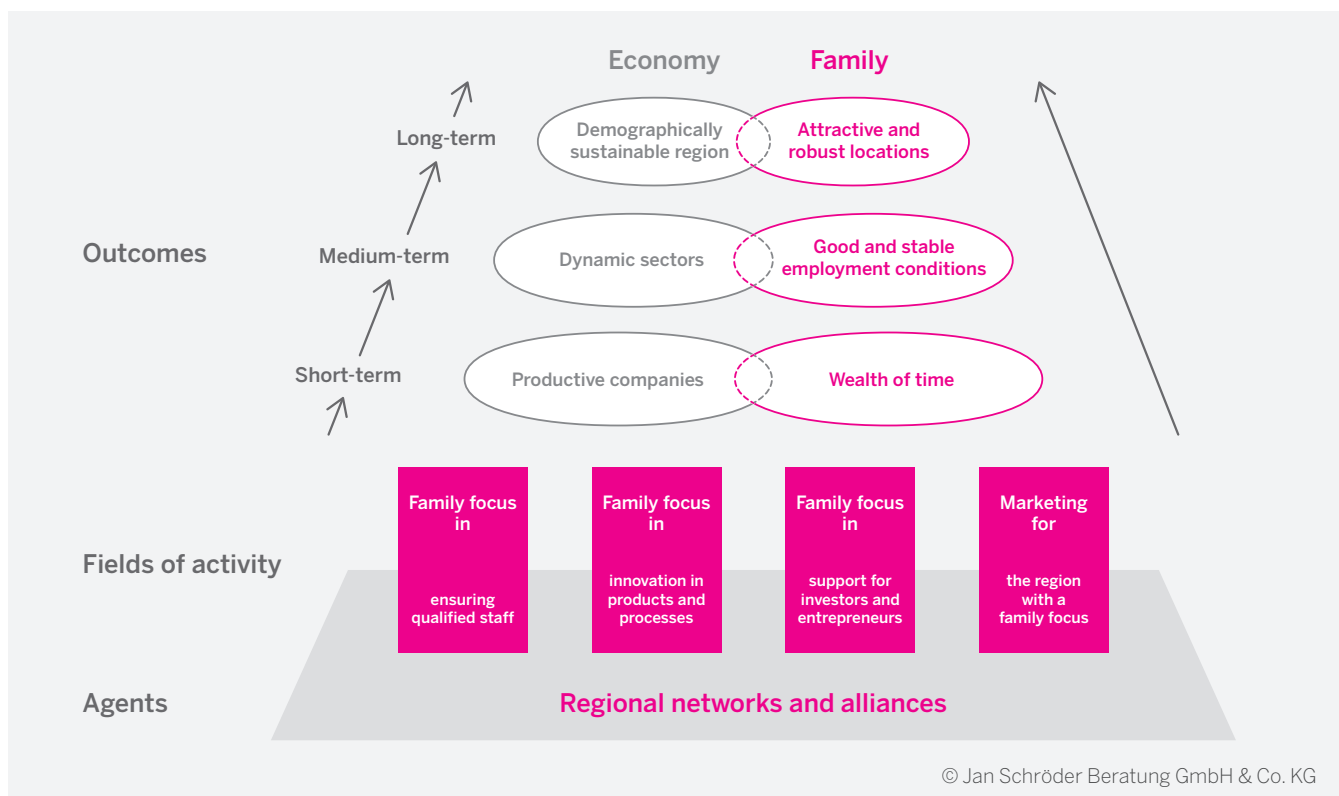 Economy
Family
Long-term
Demographically
sustainable region
Attractive and
robust locations
Outcomes
Medium-term
Dynamic sectors
Good and stable
employment conditions
Short-term
Productive companies
Wealth of time
Fields of activity
Family focus
in
ensuring
qualified staff
Family focus
in
innovation in
products and
processes
Family focus
in
support for
investors and
entrepreneurs
Marketing
for
the region
with a
family focus
Agents
Regional networks and alliances
© Jan Schröder Beratung GmbH & Co. KG